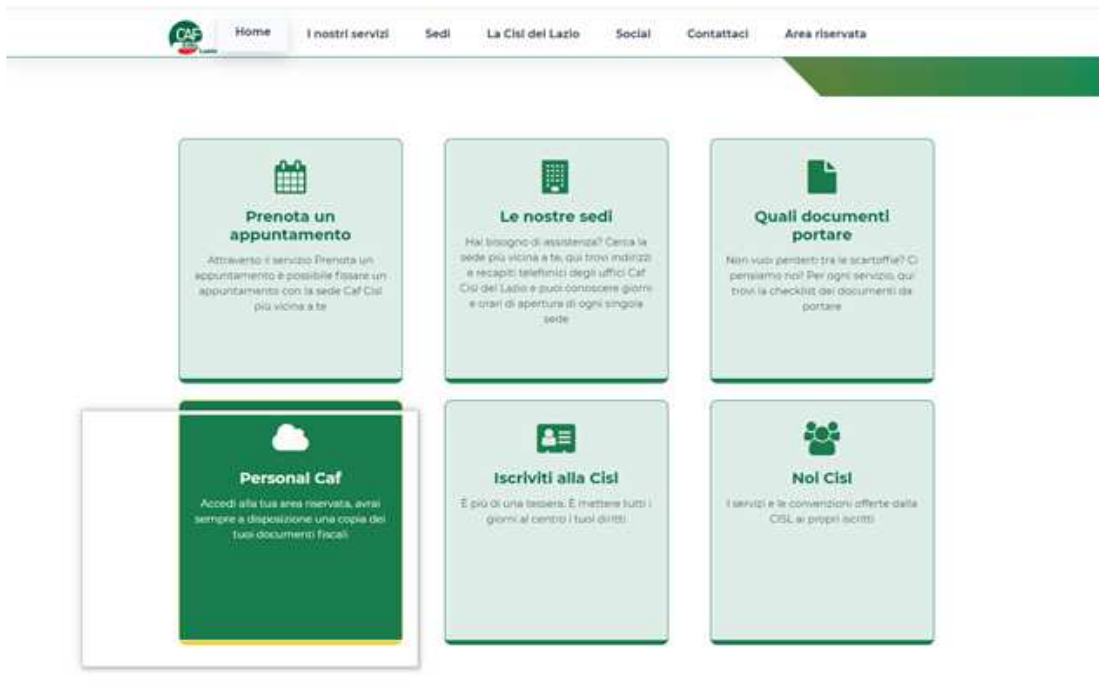 CAF
Home
I nostri servizi
Sedi
La Cisl del Lazio
Social
Contattaci
Area riservata
Prenota un
appuntamento
Attraverso il servizio Prenota un
appuntamento è possibile fissare un
appuntamento con la sede Caf Cisl
più vicina a te
Le nostre sedi
Hai bisogno di assistenza? Cerca la
sede più vicina a te, qui trovi indirizzi
e recapiti telefonici degli uffici Caf
Cisl del Lazio e puoi conoscere giorni
e orari di apertura di ogni singola
sede
Quali documenti
portare
Non vuoi perderti tra le scartoffie? Ci
pensiamo noi! Per ogni servizio, qui
trovi la checklist dei documenti da
portare
Personal Caf
Accedi alla tua area riservata, avrai
sempre a disposizione una copia dei
tuoi documenti fiscali
Iscriviti alla Cisl
È più di una tessera. È mettere tutti i
giorni al centro i tuoi diritti
Noi Cisl
I servizi e le convenzioni offerte dalla
CISL ai propri iscritti